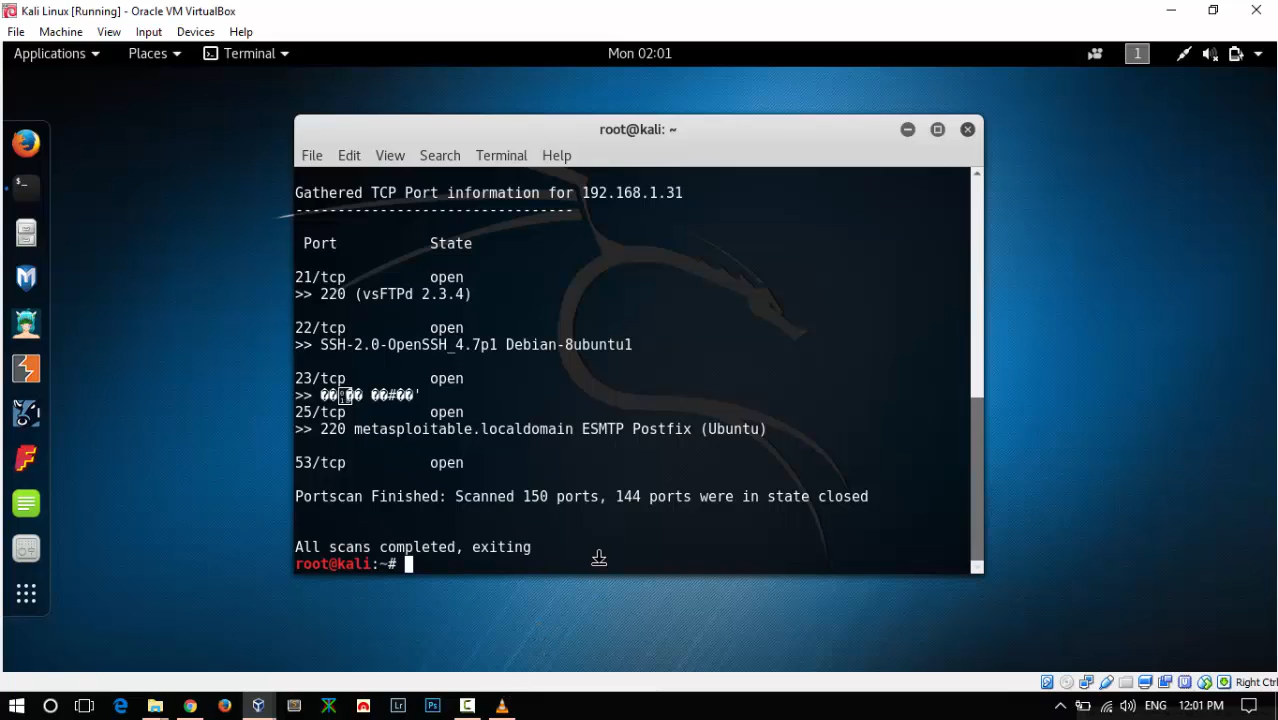 Kali Linux [Running] - Oracle VM VirtualBox
File Machine View Input Devices Help
Applications Places Terminal Mon 02:01 1
root@kali: ~
File Edit View Search Terminal Help
Gathered TCP Port information for 192.168.1.31
---------------------------------
Port State
21/tcp open
>> 220 (vsFTPd 2.3.4)
22/tcp open
>> SSH-2.0-OpenSSH_4.7p1 Debian-8ubuntu1
23/tcp open
>> �� �� ��#��'
25/tcp open
>> 220 metasploitable.localdomain ESMTP Postfix (Ubuntu)
53/tcp open
Portscan Finished: Scanned 150 ports, 144 ports were in state closed
All scans completed, exiting
root@kali:~#
Right Ctrl
Lr Ps ENG 12:01 PM